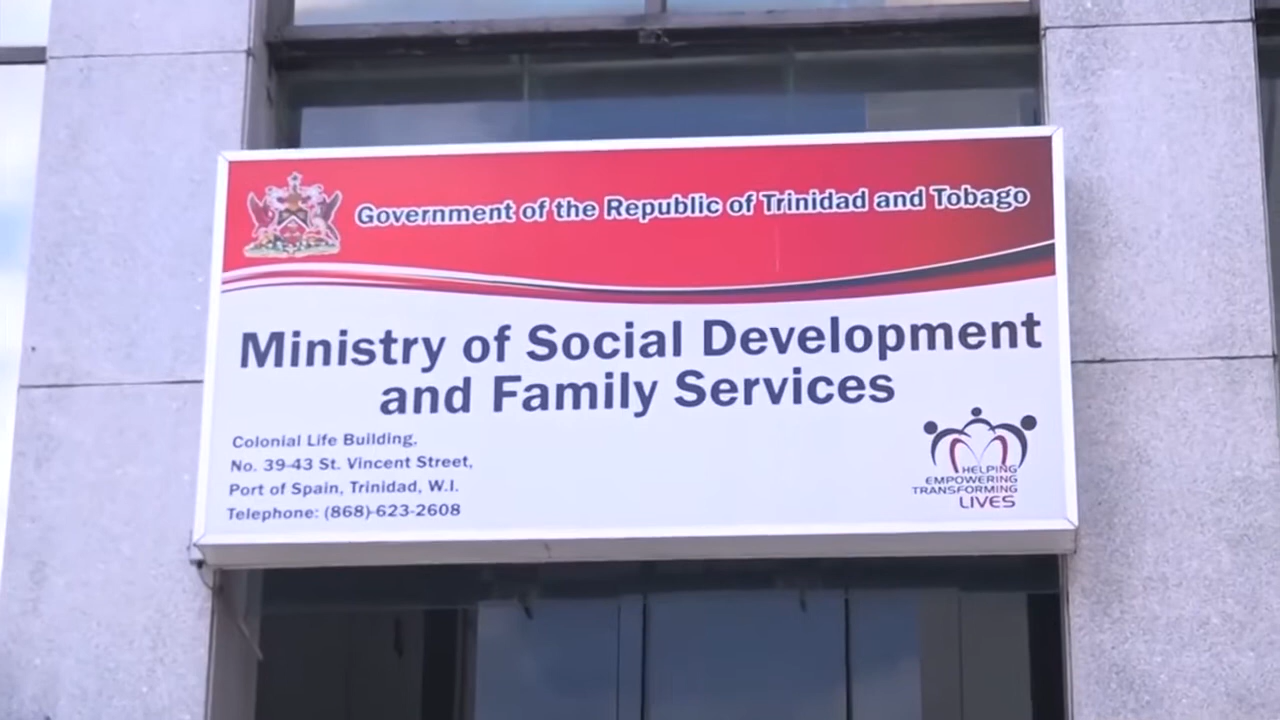 Government of the Republic of Trinidad and Tobago
Ministry of Social Development
and Family Services
Colonial Life Building,
No. 39-43 St. Vincent Street,
Port of Spain, Trinidad, W.I.
Telephone: (868)-623-2608
HELPING
EMPOWERING
TRANSFORMING
LIVES